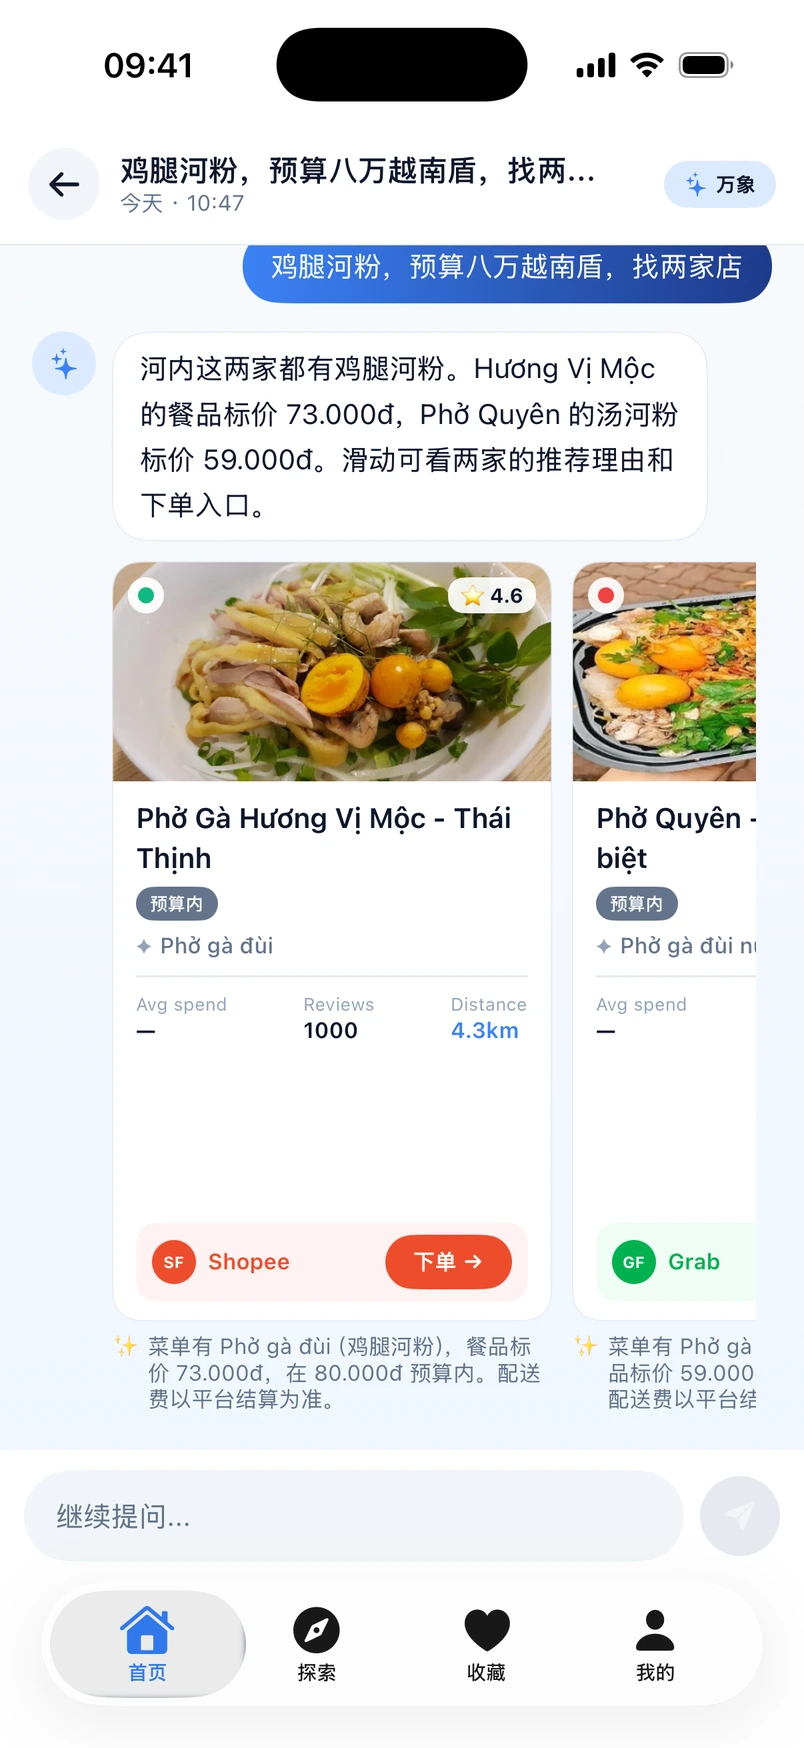 09:41
鸡腿河粉，预算八万越南盾，找两...
今天 · 10:47
万象
鸡腿河粉，预算八万越南盾，找两家店
河内这两家都有鸡腿河粉。Hương Vị Mộc
的餐品标价 73.000đ，Phở Quyên 的汤河粉
标价 59.000đ。滑动可看两家的推荐理由和
下单入口。
4.6
Phở Gà Hương Vị Mộc - Thái
Thịnh
预算内
Phở gà đùi
Avg spend
Reviews
Distance
—
1000
4.3km
SF
Shopee
下单 →
菜单有 Phở gà đùi (鸡腿河粉)，餐品标
价 73.000đ，在 80.000đ 预算内。配送
费以平台结算为准。
Phở Quyên -
biệt
预算内
Phở gà đùi nu
Avg spend
—
GF
Grab
菜单有 Phở gà
品标价 59.000
配送费以平台结
继续提问...
首页
探索
收藏
我的